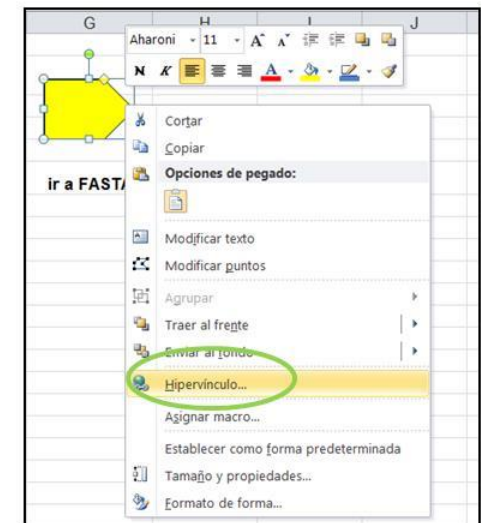 G H I J
Aharoni 11 A A
N K A
Cortar
Copiar
ir a FASTA
Opciones de pegado:
Modificar texto
Modificar puntos
Agrupar
Traer al frente
Enviar al fondo
Hipervínculo...
Asignar macro...
Establecer como forma predeterminada
Tamaño y propiedades...
Formato de forma...